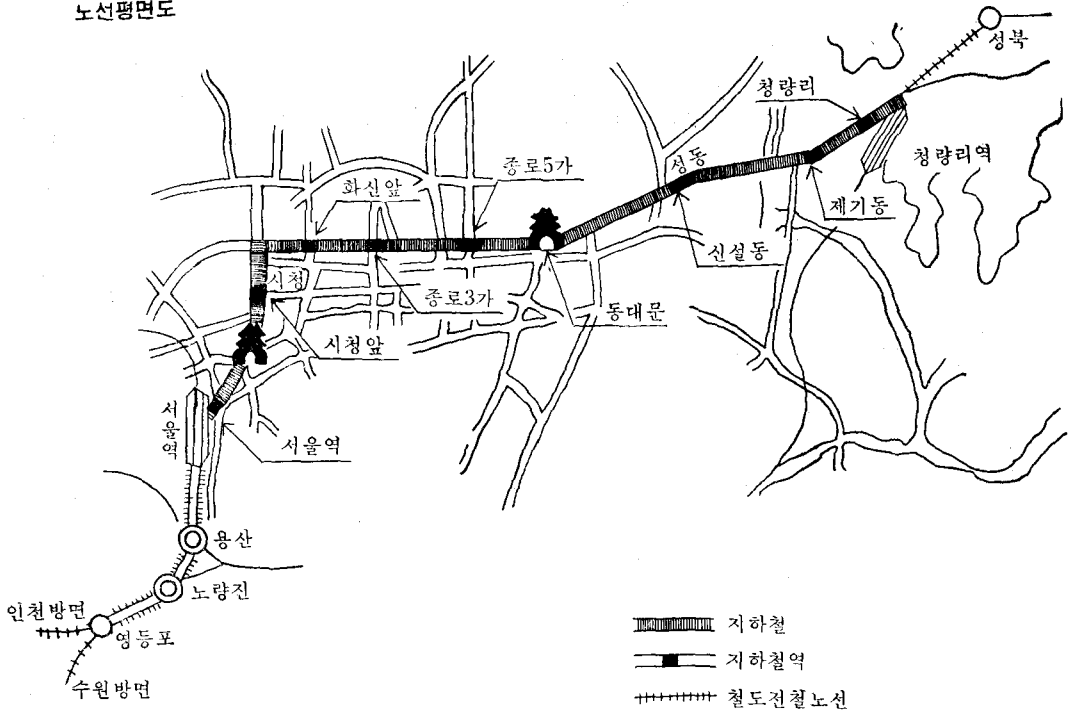 노선평면도
성북
청량리
청량리역
종로5가
성동
화신앞
제기동
신설동
시청
종로3가
동대문
시청앞
서울역
서울역
용산
노량진
인천방면
영등포
수원방면
지하철
지하철역
철도전철노선